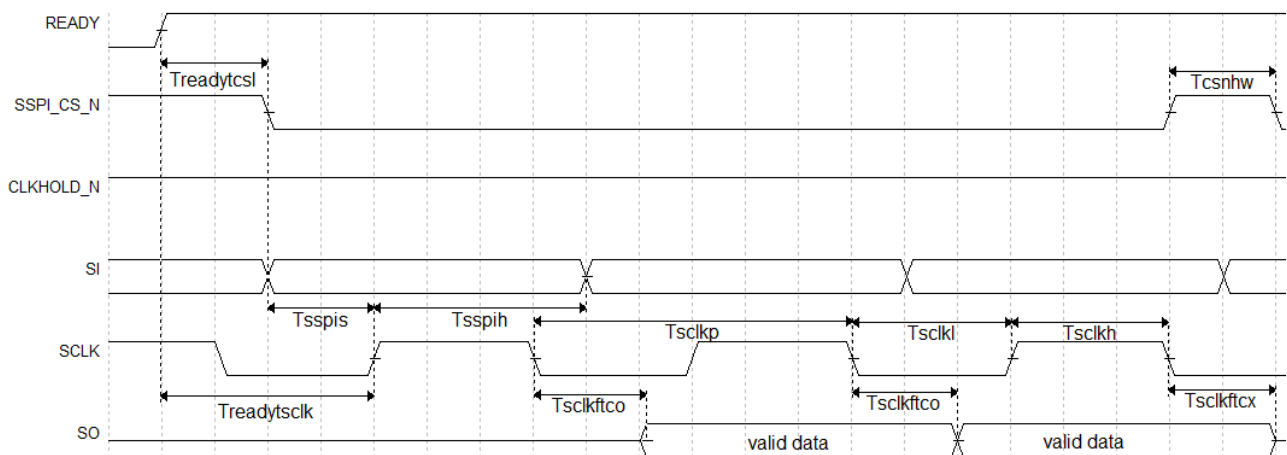 READY
Treadytcsl
Tcsnhw
SSPI_CS_N
CLKHOLD_N
SI
Tsspis
Tsspih
Tsclkp
Tsclkl
Tsclkh
SCLK
Treadytsclk
Tsclkftco
Tsclkftco
Tsclkftcx
SO
valid data
valid data